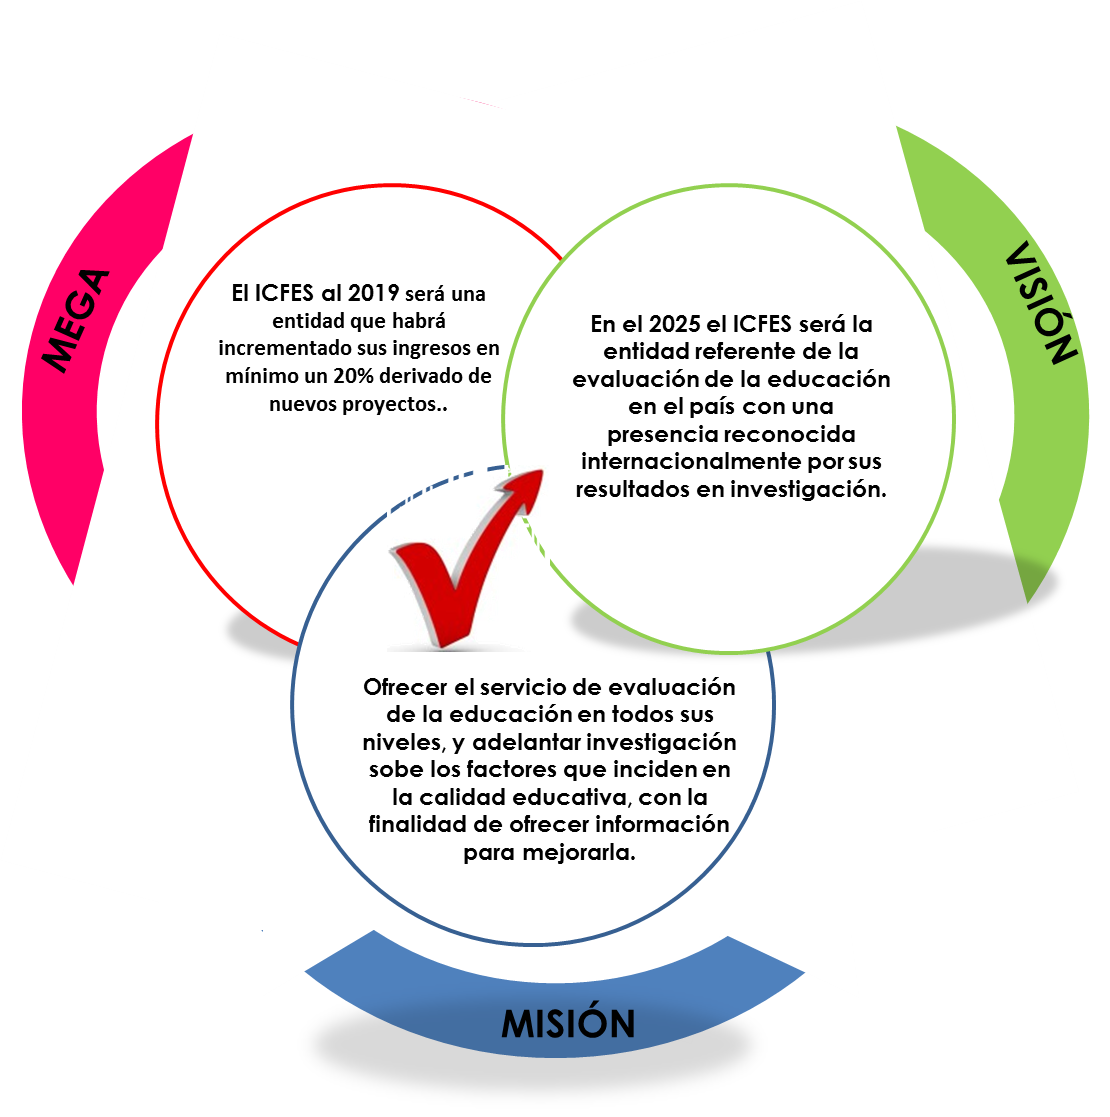 MEGA
El ICFES al 2019 será una
entidad que habrá
incrementado sus ingresos en
mínimo un 20% derivado de
nuevos proyectos..
VISIÓN
En el 2025 el ICFES será la
entidad referente de la
evaluación de la educación
en el país con una
presencia reconocida
internacionalmente por sus
resultados en investigación.
Ofrecer el servicio de evaluación
de la educación en todos sus
niveles, y adelantar investigación
sobe los factores que inciden en
la calidad educativa, con la
finalidad de ofrecer información
para mejorarla.
MISIÓN